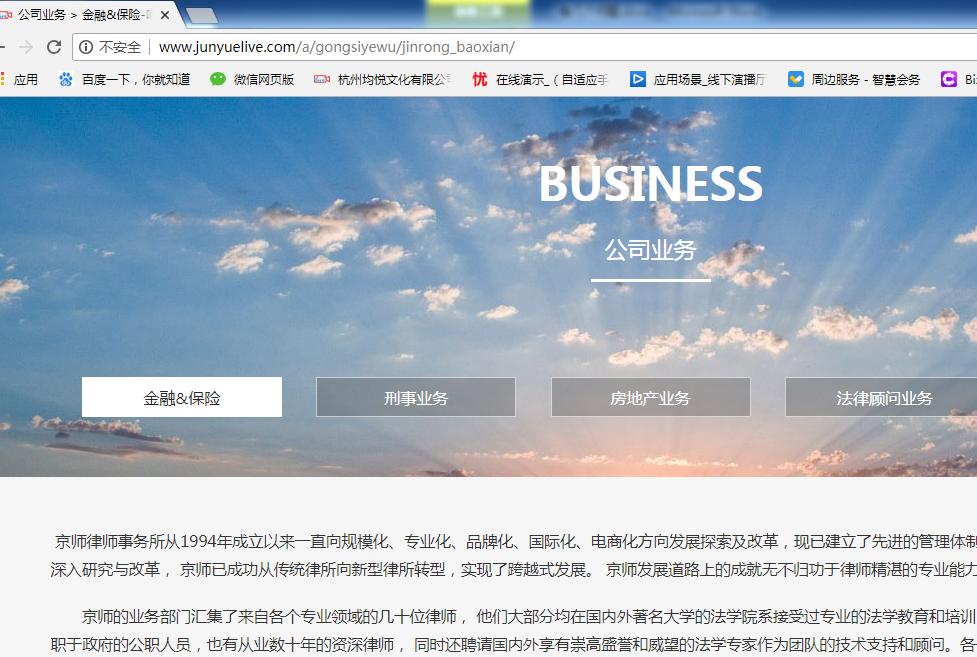 公司业务 > 金融&保险-
不安全 www.junyuelive.com/a/gongsiyewu/jinrong_baoxian/
应用 百度一下，你就知道 微信网页版 杭州均悦文化有限公 优 在线演示_（自适应手 应用场景_线下演播厅 周边服务 - 智慧会务 Bi
BUSINESS
公司业务
金融&保险 刑事业务 房地产业务 法律顾问业务
京师律师事务所从1994年成立以来一直向规模化、专业化、品牌化、国际化、电商化方向发展探索及改革，现已建立了先进的管理体制
深入研究与改革， 京师已成功从传统律所向新型律所转型，实现了跨越式发展。 京师发展道路上的成就无不归功于律师精湛的专业能力
京师的业务部门汇集了来自各个专业领域的几十位律师， 他们大部分均在国内外著名大学的法学院系接受过专业的法学教育和培训
职于政府的公职人员，也有从业数十年的资深律师， 同时还聘请国内外享有崇高盛誉和威望的法学专家作为团队的技术支持和顾问。各